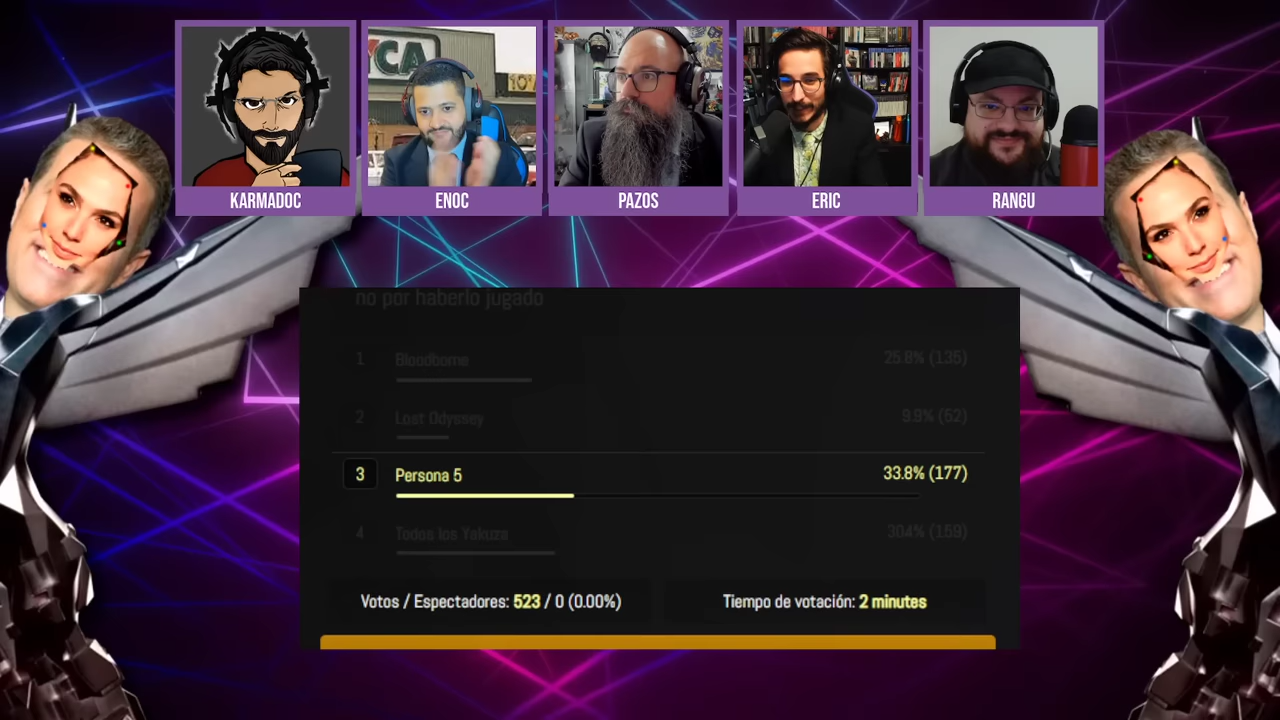 CA
KARMADOC
ENOC
PAZOS
ERIC
RANGU
no por haberlo jugado
1 Bloodborne 25.8% (135)
2 Lost Odyssey 9.9% (52)
3 Persona 5 33.8% (177)
4 Todos los Yakuza 30.4% (159)
Votos / Espectadores: 523 / 0 (0.00%)
Tiempo de votación: 2 minutes